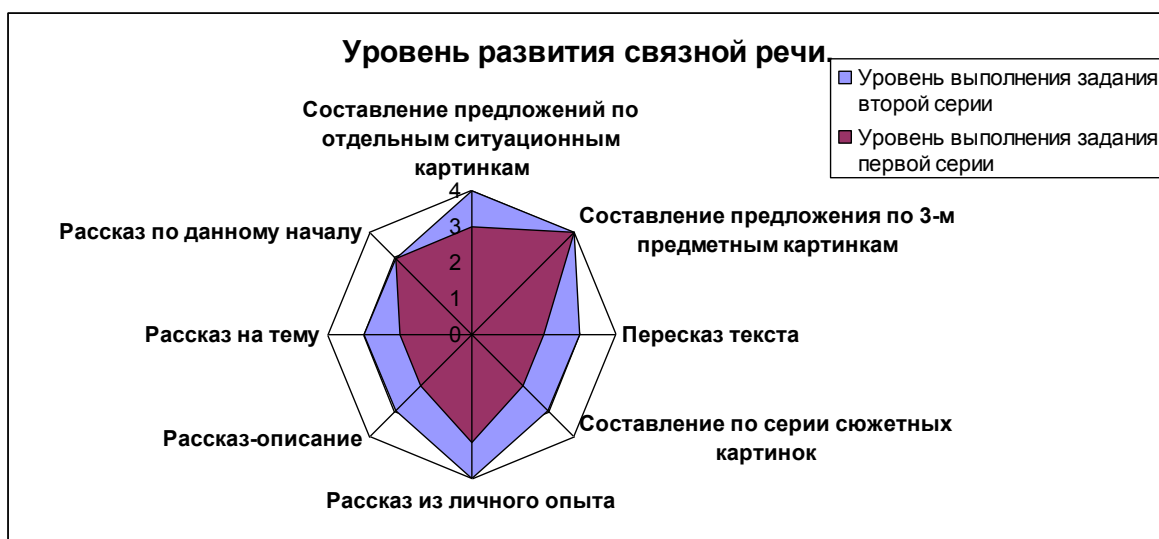 Уровень развития связной речи.
Уровень выполнения задания
второй серии
Уровень выполнения задания
первой серии
Составление предложений по
отдельным ситуационным
картинкам
Составление предложения по 3-м
предметным картинкам
Пересказ текста
Составление по серии сюжетных
картинок
Рассказ из личного опыта
Рассказ-описание
Рассказ на тему
Рассказ по данному началу
4
3
2
1
0